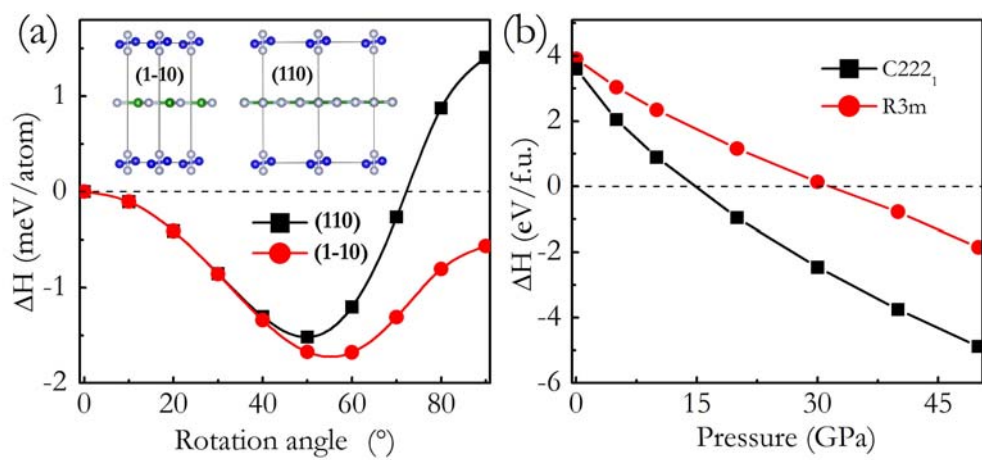 (a)
(1-10)
(110)
(110)
(1-10)
ΔH (meV/atom)
1
0
-1
-2
0
20
40
60
80
Rotation angle (°)
(b)
C222₁
R3m
ΔH (eV/f.u.)
4
2
0
-2
-4
-6
0
15
30
45
Pressure (GPa)